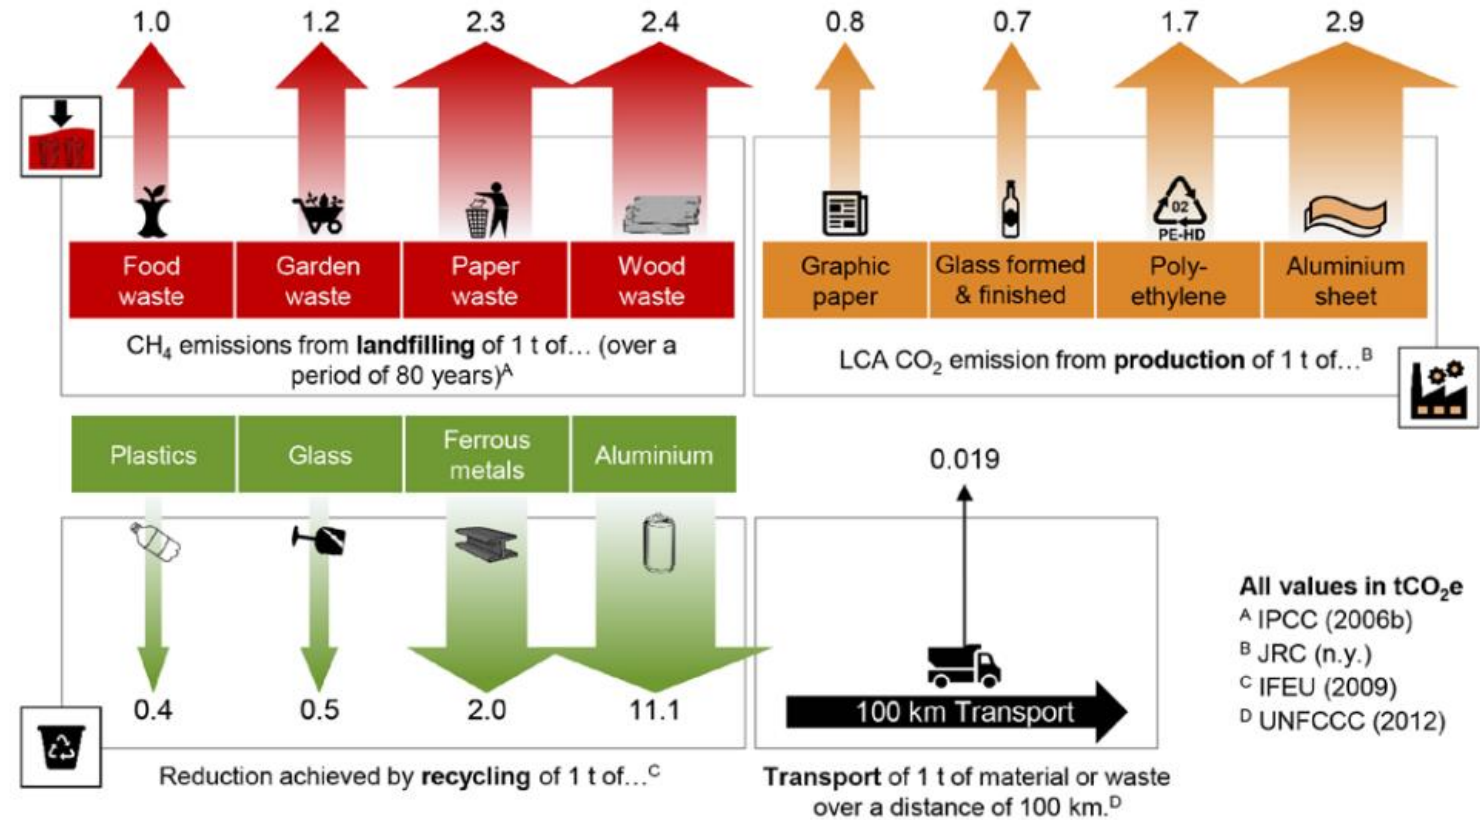 1.0 1.2 2.3 2.4 0.8 0.7 1.7 2.9
02
PE-HD
Food waste
Garden waste
Paper waste
Wood waste
CH₄ emissions from landfilling of 1 t of… (over a
period of 80 years)ᴬ
Graphic paper
Glass formed & finished
Poly-ethylene
Aluminium sheet
LCA CO₂ emission from production of 1 t of…ᴮ
Plastics
Glass
Ferrous metals
Aluminium
0.4 0.5 2.0 11.1
Reduction achieved by recycling of 1 t of…ꟲ
0.019
100 km Transport
Transport of 1 t of material or waste
over a distance of 100 km.ᴰ
All values in tCO₂e
ᴬ IPCC (2006b)
ᴮ JRC (n.y.)
ꟲ IFEU (2009)
ᴰ UNFCCC (2012)